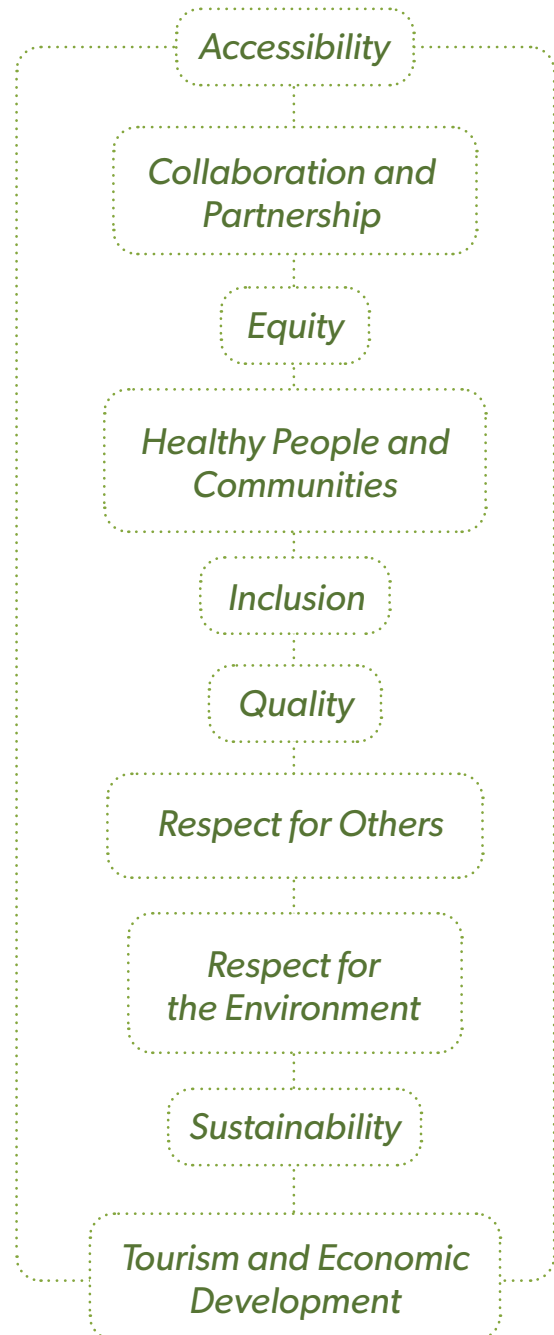 Accessibility
Collaboration and
Partnership
Equity
Healthy People and
Communities
Inclusion
Quality
Respect for Others
Respect for
the Environment
Sustainability
Tourism and Economic
Development